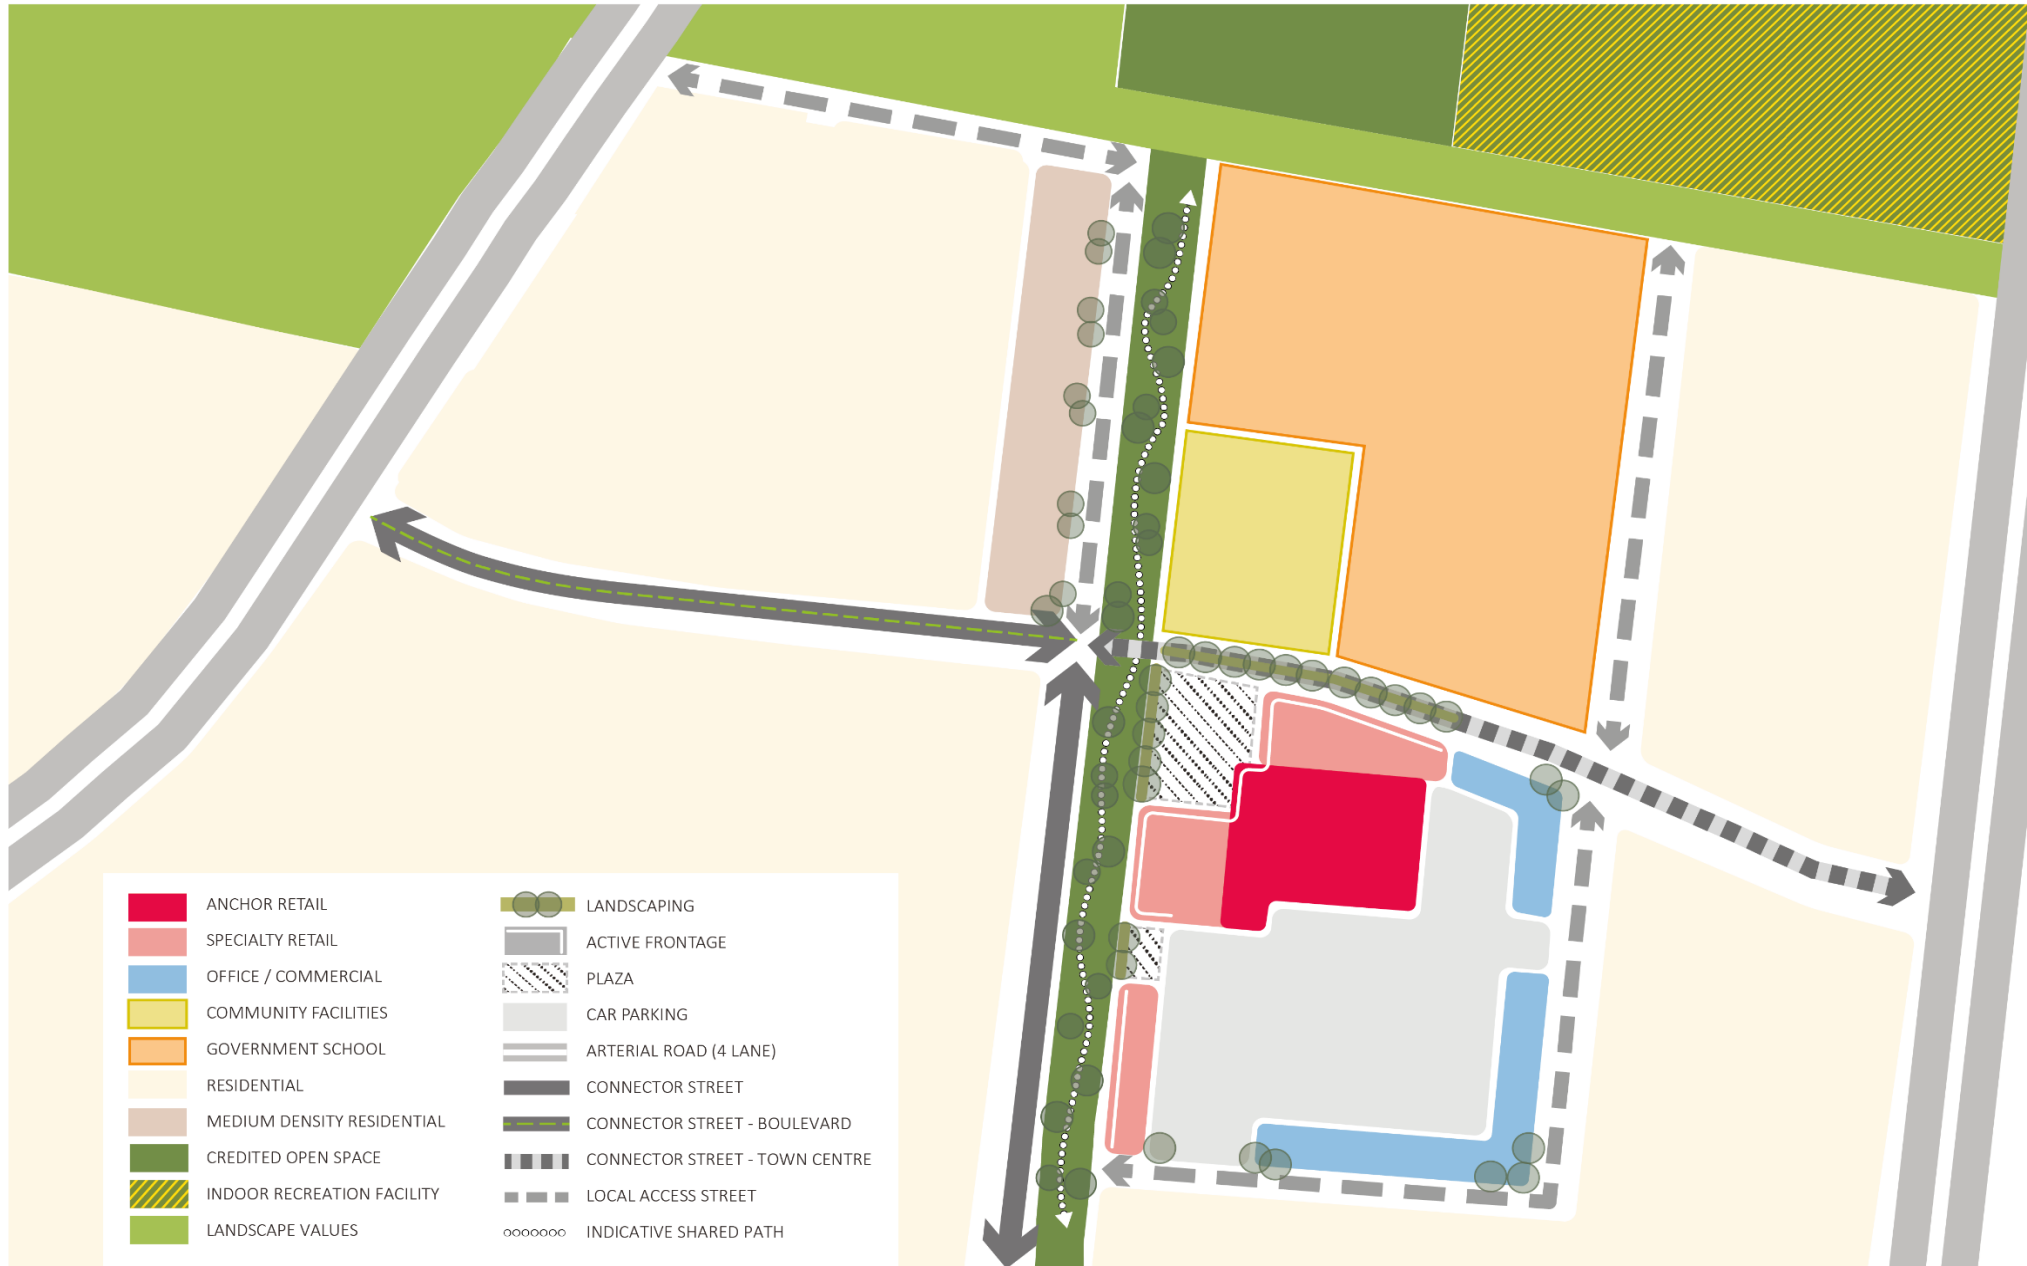 ANCHOR RETAIL
SPECIALTY RETAIL
OFFICE / COMMERCIAL
COMMUNITY FACILITIES
GOVERNMENT SCHOOL
RESIDENTIAL
MEDIUM DENSITY RESIDENTIAL
CREDITED OPEN SPACE
INDOOR RECREATION FACILITY
LANDSCAPE VALUES
LANDSCAPING
ACTIVE FRONTAGE
PLAZA
CAR PARKING
ARTERIAL ROAD (4 LANE)
CONNECTOR STREET
CONNECTOR STREET - BOULEVARD
CONNECTOR STREET - TOWN CENTRE
LOCAL ACCESS STREET
INDICATIVE SHARED PATH